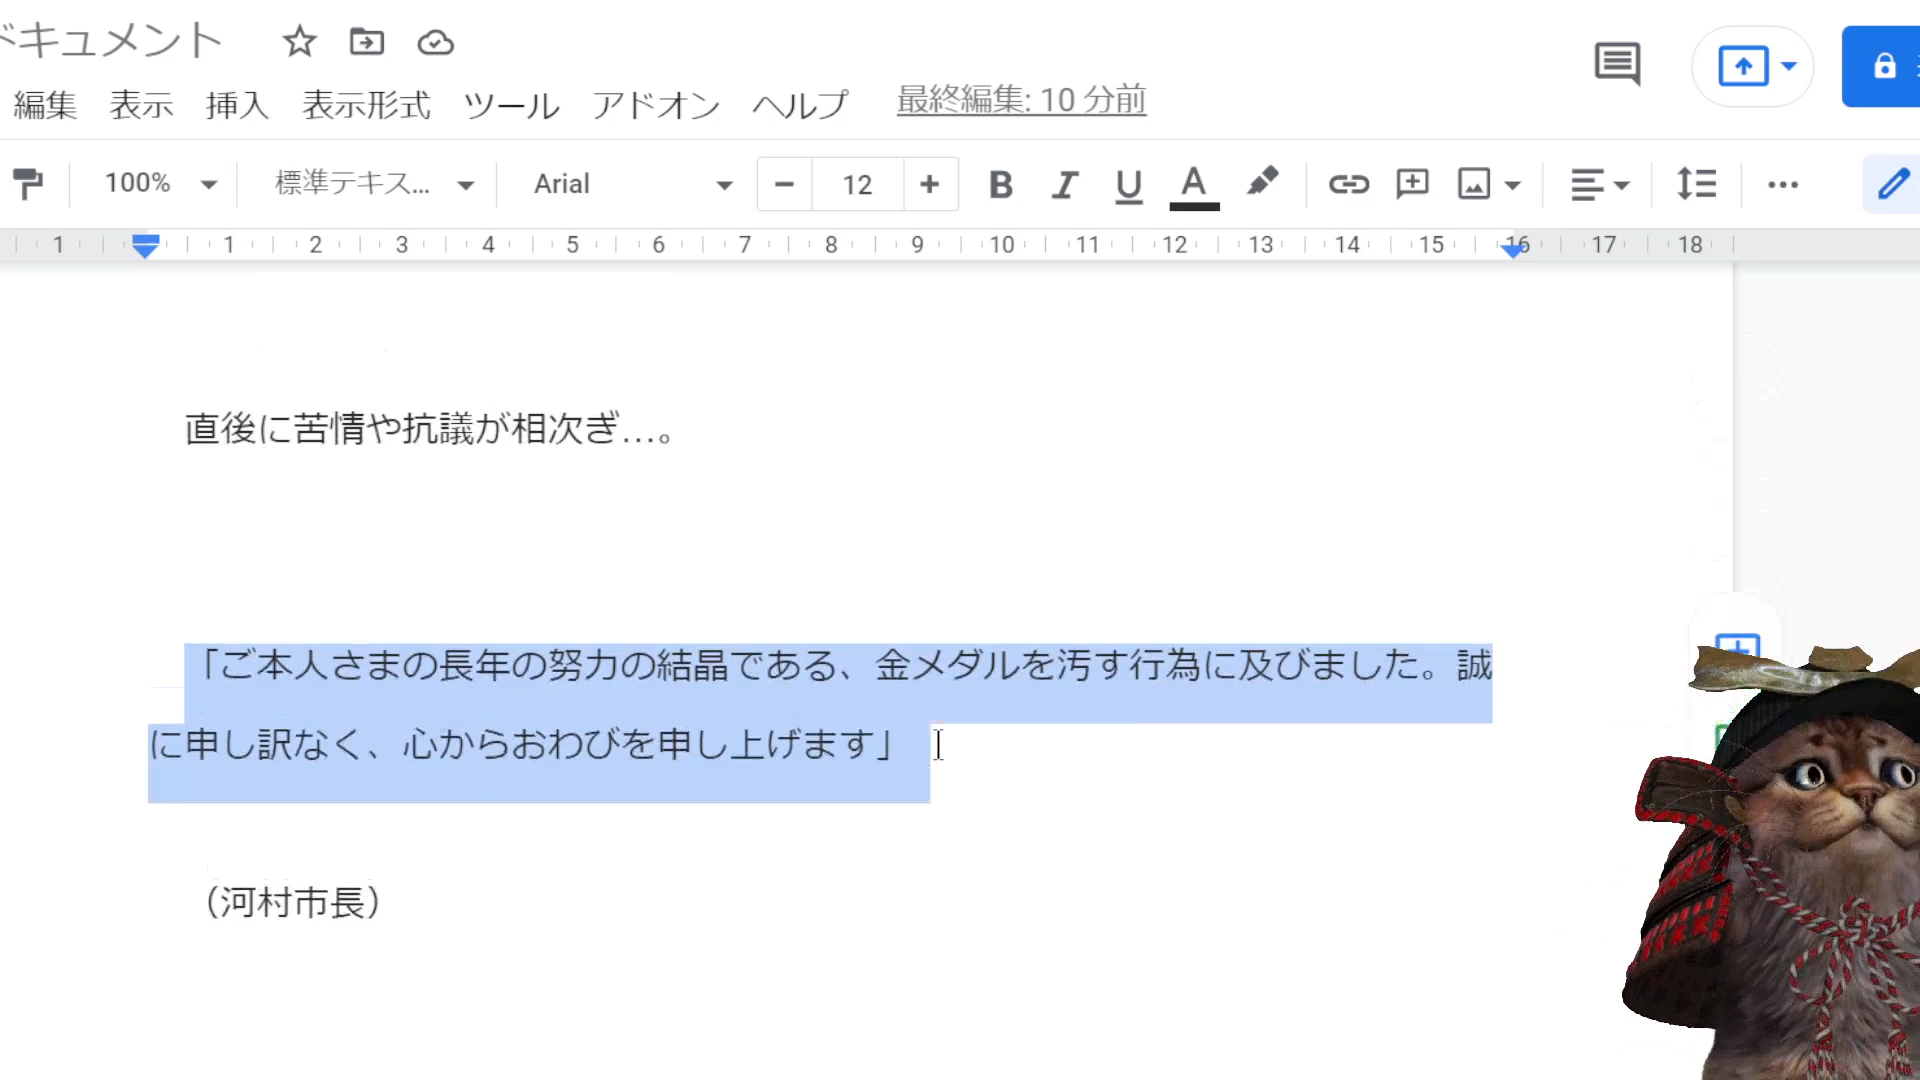 ドキュメント
編集 表示 挿入 表示形式 ツール アドオン ヘルプ 最終編集: 10 分前
100% 標準テキス... Arial 12 B I U A
1 1 2 3 4 5 6 7 8 9 10 11 12 13 14 15 16 17 18
直後に苦情や抗議が相次ぎ…。
「ご本人さまの長年の努力の結晶である、金メダルを汚す行為に及びました。誠
に申し訳なく、心からおわびを申し上げます」
（河村市長）